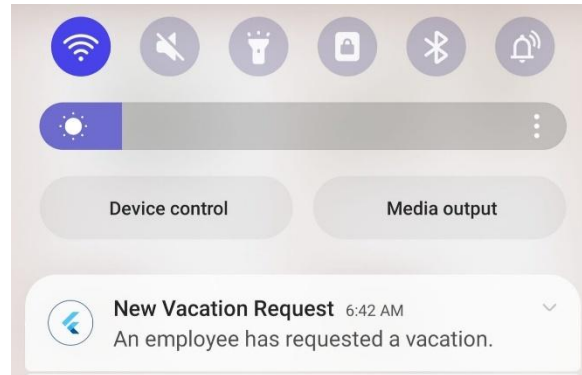 Device control
Media output
New Vacation Request 6:42 AM
An employee has requested a vacation.